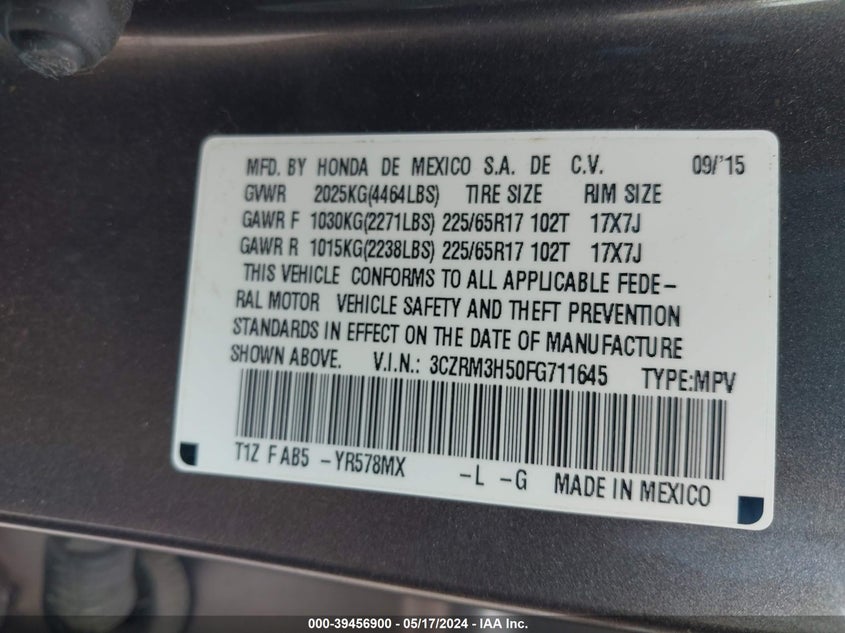 MFD. BY HONDA DE MEXICO S.A. DE C.V. 09/'15
GVWR 2025KG(4464LBS) TIRE SIZE RIM SIZE
GAWR F 1030KG(2271LBS) 225/65R17 102T 17X7J
GAWR R 1015KG(2238LBS) 225/65R17 102T 17X7J
THIS VEHICLE CONFORMS TO ALL APPLICABLE FEDE-
RAL MOTOR VEHICLE SAFETY AND THEFT PREVENTION
STANDARDS IN EFFECT ON THE DATE OF MANUFACTURE
SHOWN ABOVE. V.I.N.: 3CZRM3H50FG711645 TYPE:MPV
T1Z F AB5 -YR578MX -L -G MADE IN MEXICO
000-39456900 - 05/17/2024 - IAA Inc.